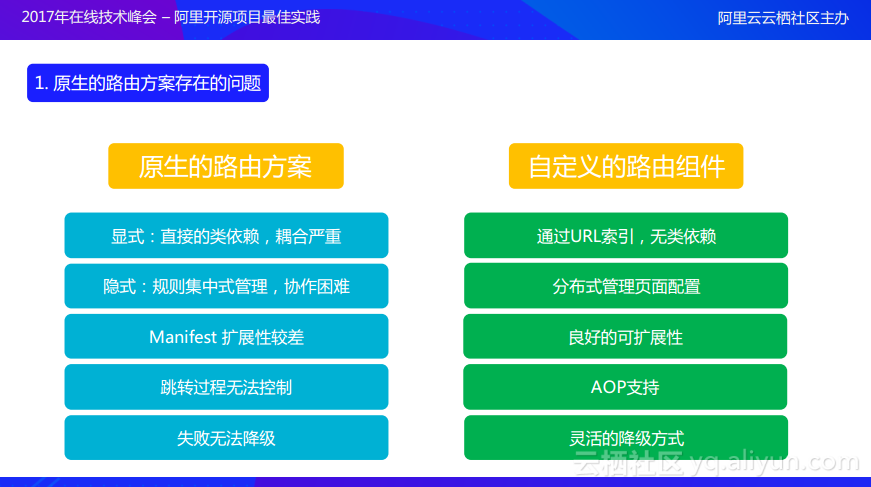 2017年在线技术峰会 – 阿里开源项目最佳实践
阿里云云栖社区主办
1. 原生的路由方案存在的问题
原生的路由方案
自定义的路由组件
显式：直接的类依赖，耦合严重
通过URL索引，无类依赖
隐式：规则集中式管理，协作困难
分布式管理页面配置
Manifest 扩展性较差
良好的可扩展性
跳转过程无法控制
AOP支持
失败无法降级
灵活的降级方式
云栖社区 yq.aliyun.com